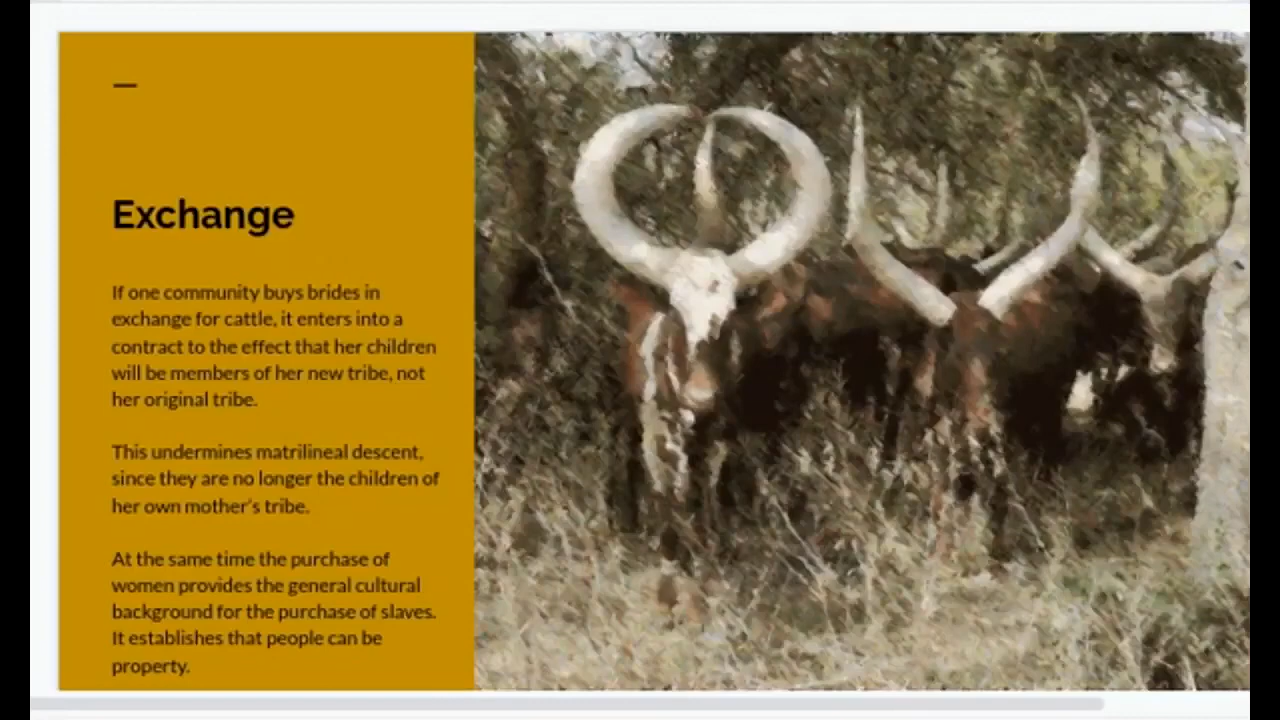 Exchange
If one community buys brides in
exchange for cattle, it enters into a
contract to the effect that her children
will be members of her new tribe, not
her original tribe.
This undermines matrilineal descent,
since they are no longer the children of
her own mother's tribe.
At the same time the purchase of
women provides the general cultural
background for the purchase of slaves.
It establishes that people can be
property.